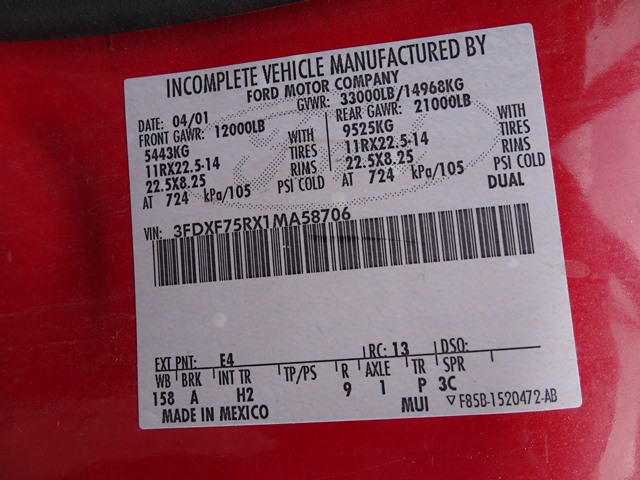 INCOMPLETE VEHICLE MANUFACTURED BY
FORD MOTOR COMPANY
DATE: 04/01 GVWR: 33000LB/14968KG
FRONT GAWR: 12000LB REAR GAWR: 21000LB
5443KG WITH 9525KG WITH
11RX22.5-14 TIRES 11RX22.5-14 TIRES
22.5X8.25 RIMS 22.5X8.25 RIMS
AT 724 kPa/105 PSI COLD AT 724 kPa/105 PSI COLD
DUAL
VIN: 3FDXF75RX1MA58706
EXT PNT: E4 RC: 13 DSO:
WB BRK INT TR TP/PS R AXLE TR SPR
158 A H2 9 1 P 3C
MADE IN MEXICO MUI ▽F85B-1520472-AB